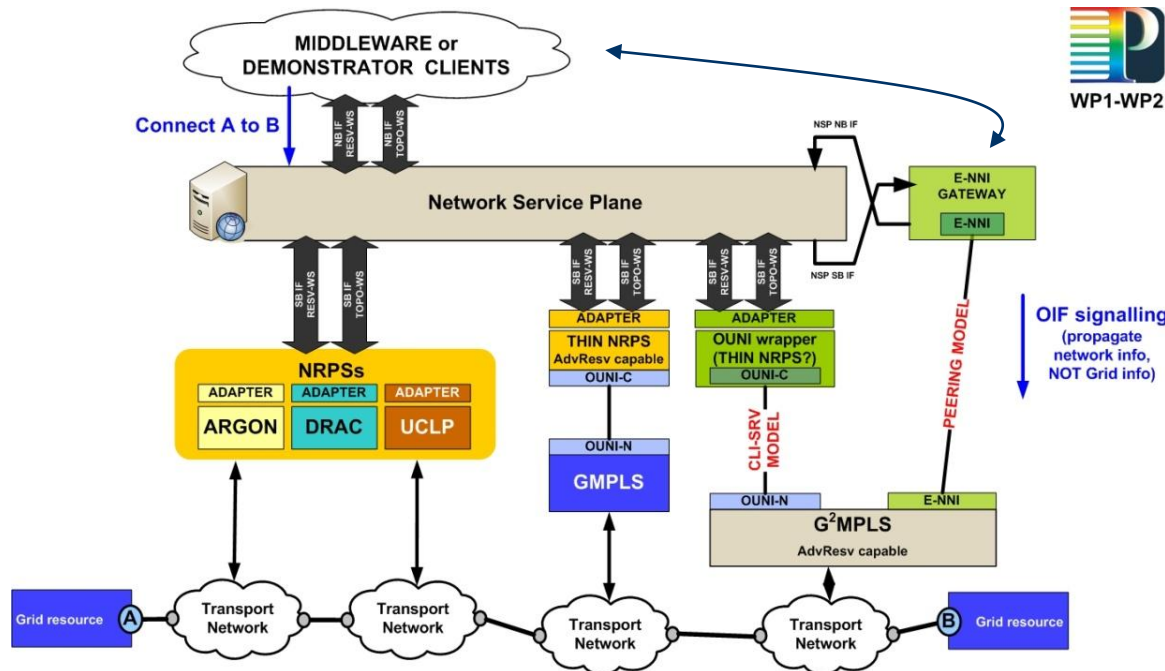 MIDDLEWARE or
DEMONSTRATOR CLIENTS
P
WP1-WP2
Connect A to B
NB IF
RESV-WS
NB IF
TOPO-WS
NSP NB IF
Network Service Plane
E-NNI
GATEWAY
E-NNI
NSP SB IF
SB IF
RESV-WS
SB IF
TOPO-WS
SB IF
RESV-WS
SB IF
TOPO-WS
SB IF
RESV-WS
SB IF
TOPO-WS
ADAPTER
THIN NRPS
AdvResv capable
OUNI-C
ADAPTER
OUNI wrapper
(THIN NRPS?)
OUNI-C
PEERING MODEL
OIF signalling
(propagate
network info,
NOT Grid info)
NRPSs
ADAPTER
ADAPTER
ADAPTER
ARGON
DRAC
UCLP
OUNI-N
GMPLS
CLI-SRV
MODEL
OUNI-N
E-NNI
G²MPLS
AdvResv capable
Grid resource
A
Transport
Network
Transport
Network
Transport
Network
Transport
Network
B
Grid resource